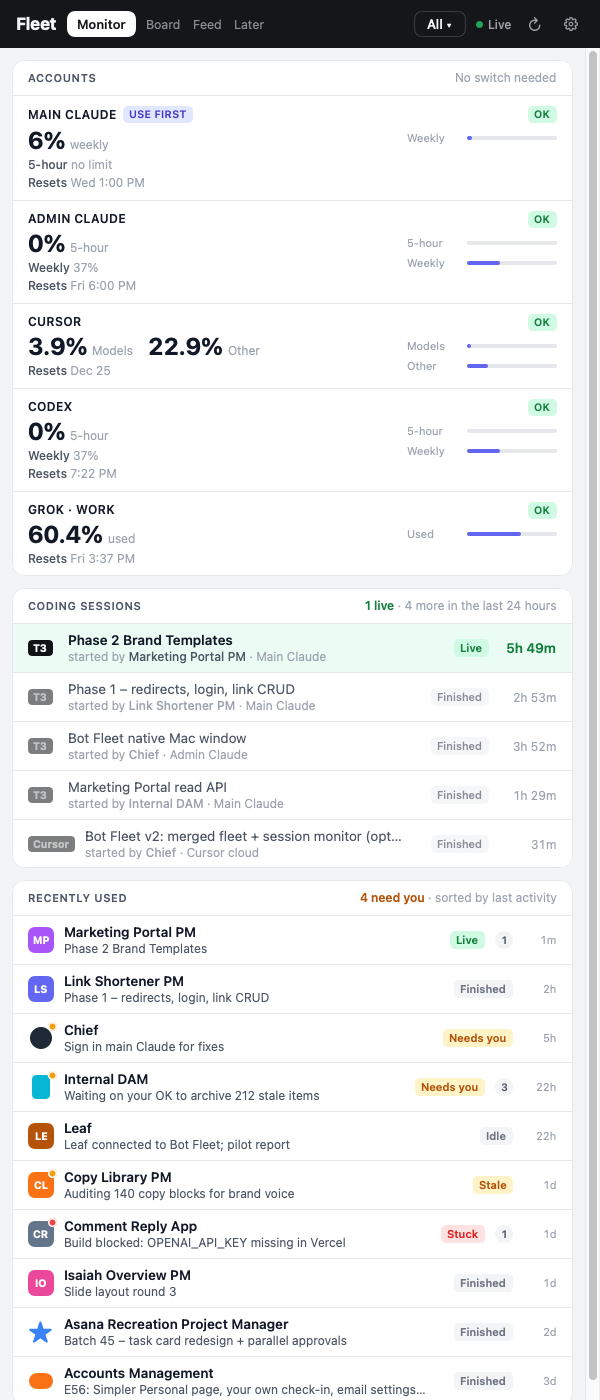 Fleet Monitor Board Feed Later All ▾ Live
ACCOUNTS No switch needed
MAIN CLAUDE USE FIRST OK
6% weekly Weekly
5-hour no limit
Resets Wed 1:00 PM
ADMIN CLAUDE OK
0% 5-hour 5-hour
Weekly 37% Weekly
Resets Fri 6:00 PM
CURSOR OK
3.9% Models 22.9% Other Models
Resets Dec 25 Other
CODEX OK
0% 5-hour 5-hour
Weekly 37% Weekly
Resets 7:22 PM
GROK · WORK OK
60.4% used Used
Resets Fri 3:37 PM
CODING SESSIONS 1 live · 4 more in the last 24 hours
T3 Phase 2 Brand Templates Live 5h 49m
started by Marketing Portal PM · Main Claude
T3 Phase 1 – redirects, login, link CRUD Finished 2h 53m
started by Link Shortener PM · Main Claude
T3 Bot Fleet native Mac window Finished 3h 52m
started by Chief · Admin Claude
T3 Marketing Portal read API Finished 1h 29m
started by Internal DAM · Main Claude
Cursor Bot Fleet v2: merged fleet + session monitor (opt... Finished 31m
started by Chief · Cursor cloud
RECENTLY USED 4 need you · sorted by last activity
MP Marketing Portal PM Live 1 1m
Phase 2 Brand Templates
LS Link Shortener PM Finished 2h
Phase 1 – redirects, login, link CRUD
Chief Needs you 5h
Sign in main Claude for fixes
Internal DAM Needs you 3 22h
Waiting on your OK to archive 212 stale items
LE Leaf Idle 22h
Leaf connected to Bot Fleet; pilot report
CL Copy Library PM Stale 1d
Auditing 140 copy blocks for brand voice
CR Comment Reply App Stuck 1 1d
Build blocked: OPENAI_API_KEY missing in Vercel
IO Isaiah Overview PM Finished 1d
Slide layout round 3
Asana Recreation Project Manager Finished 2d
Batch 45 – task card redesign + parallel approvals
Accounts Management Finished 3d
E56: Simpler Personal page, your own check-in, email settings...